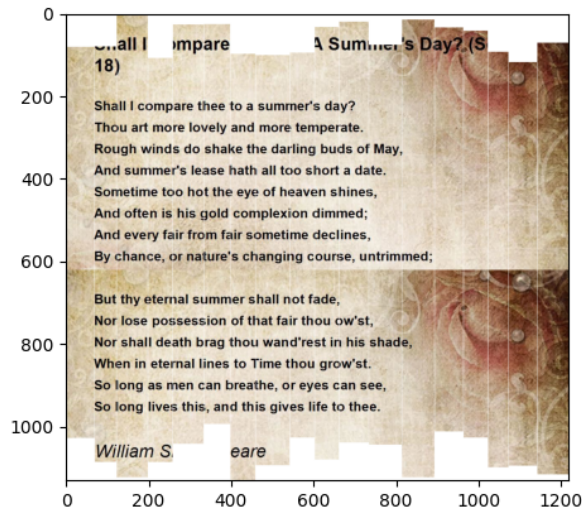 0
Shall I Compare A Summer's Day? (S
18)
200
Shall I compare thee to a summer's day?
Thou art more lovely and more temperate.
Rough winds do shake the darling buds of May,
And summer's lease hath all too short a date.
400
Sometime too hot the eye of heaven shines,
And often is his gold complexion dimmed;
And every fair from fair sometime declines,
By chance, or nature's changing course, untrimmed;
600
But thy eternal summer shall not fade,
Nor lose possession of that fair thou ow'st,
Nor shall death brag thou wand'rest in his shade,
800
When in eternal lines to Time thou grow'st.
So long as men can breathe, or eyes can see,
So long lives this, and this gives life to thee.
1000
William S eare
0 200 400 600 800 1000 1200